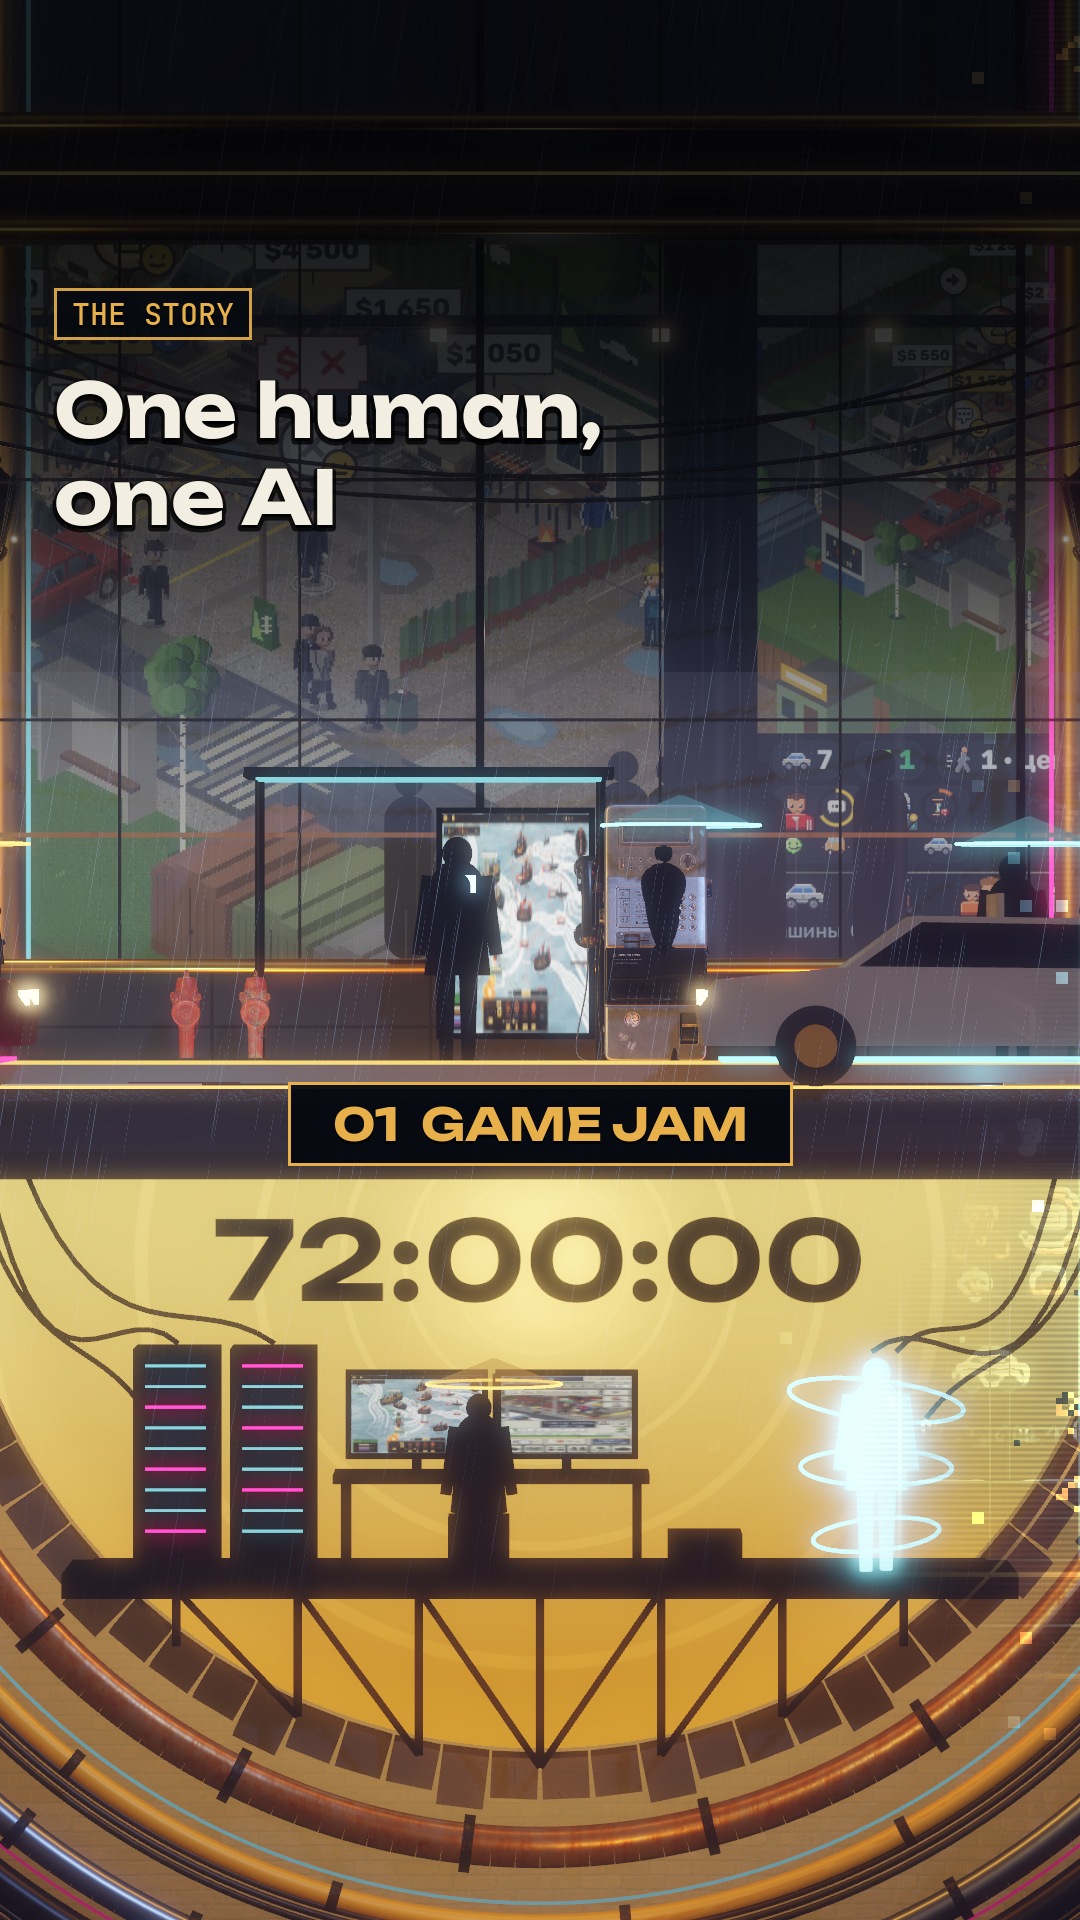 $4 500
THE STORY
$1 650
$1 050
$5 550
One human,
one AI
7
1
1 • це
шины
01 GAME JAM
72:00:00